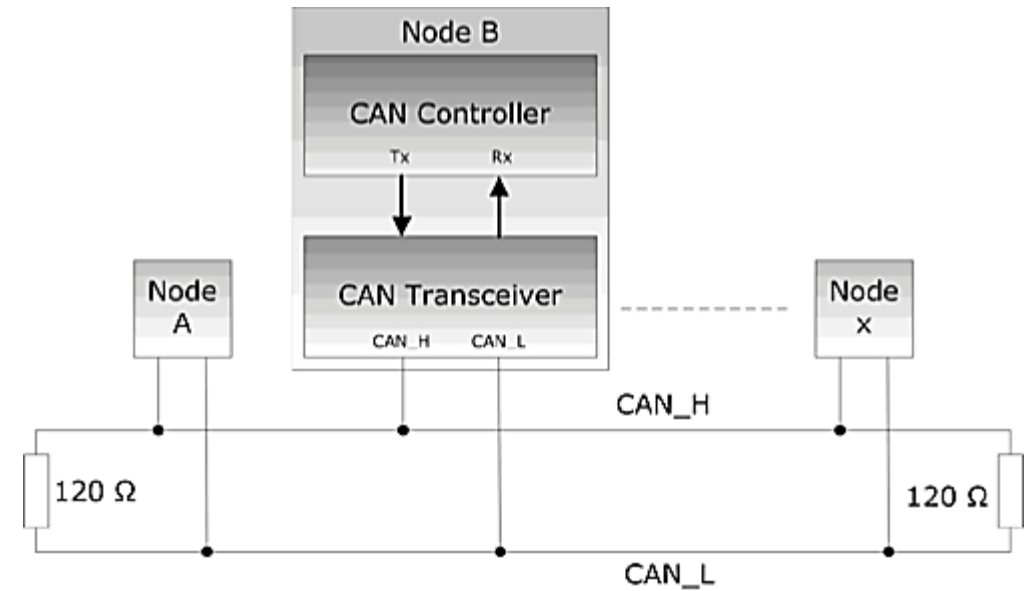 Node B
CAN Controller
Tx Rx
CAN Transceiver
CAN_H CAN_L
Node
A
Node
x
CAN_H
120 Ω
120 Ω
CAN_L